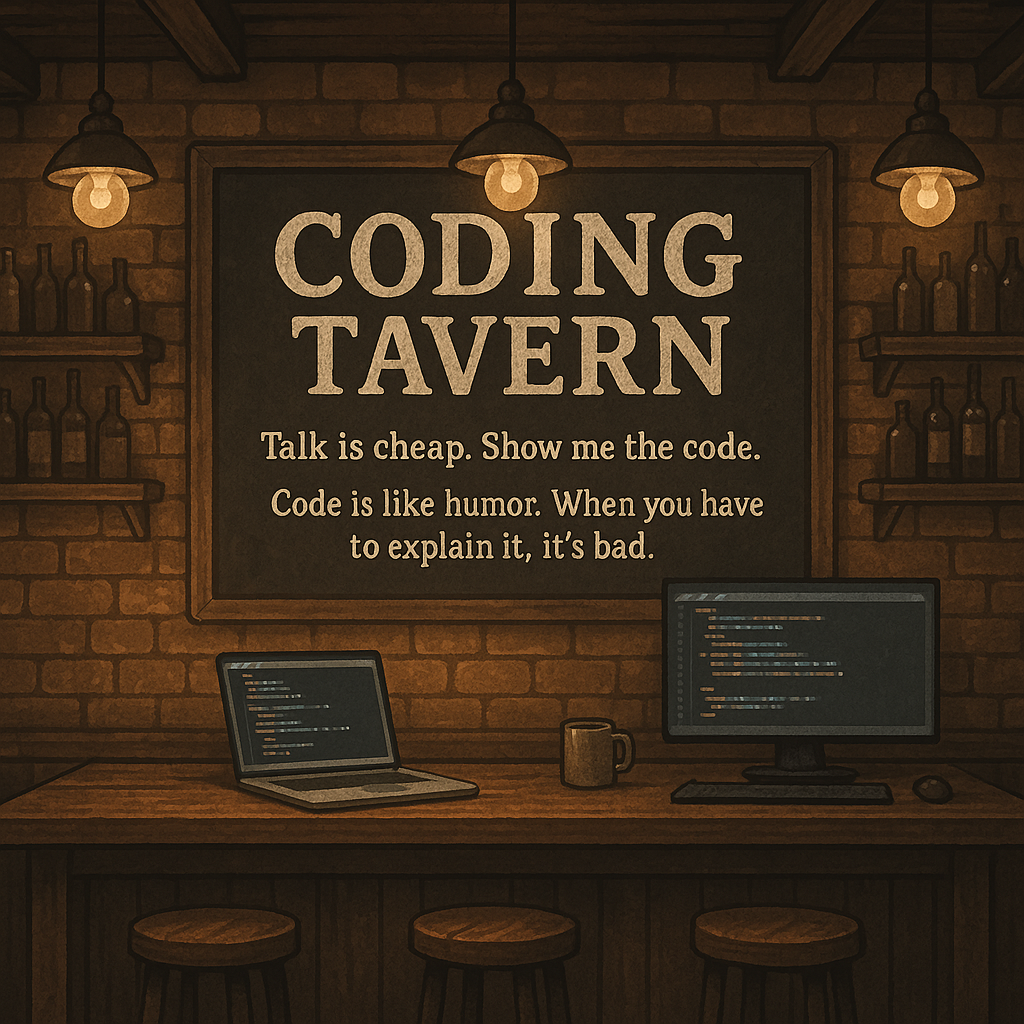 CODING
TAVERN
Talk is cheap. Show me the code.
Code is like humor. When you have
to explain it, it's bad.